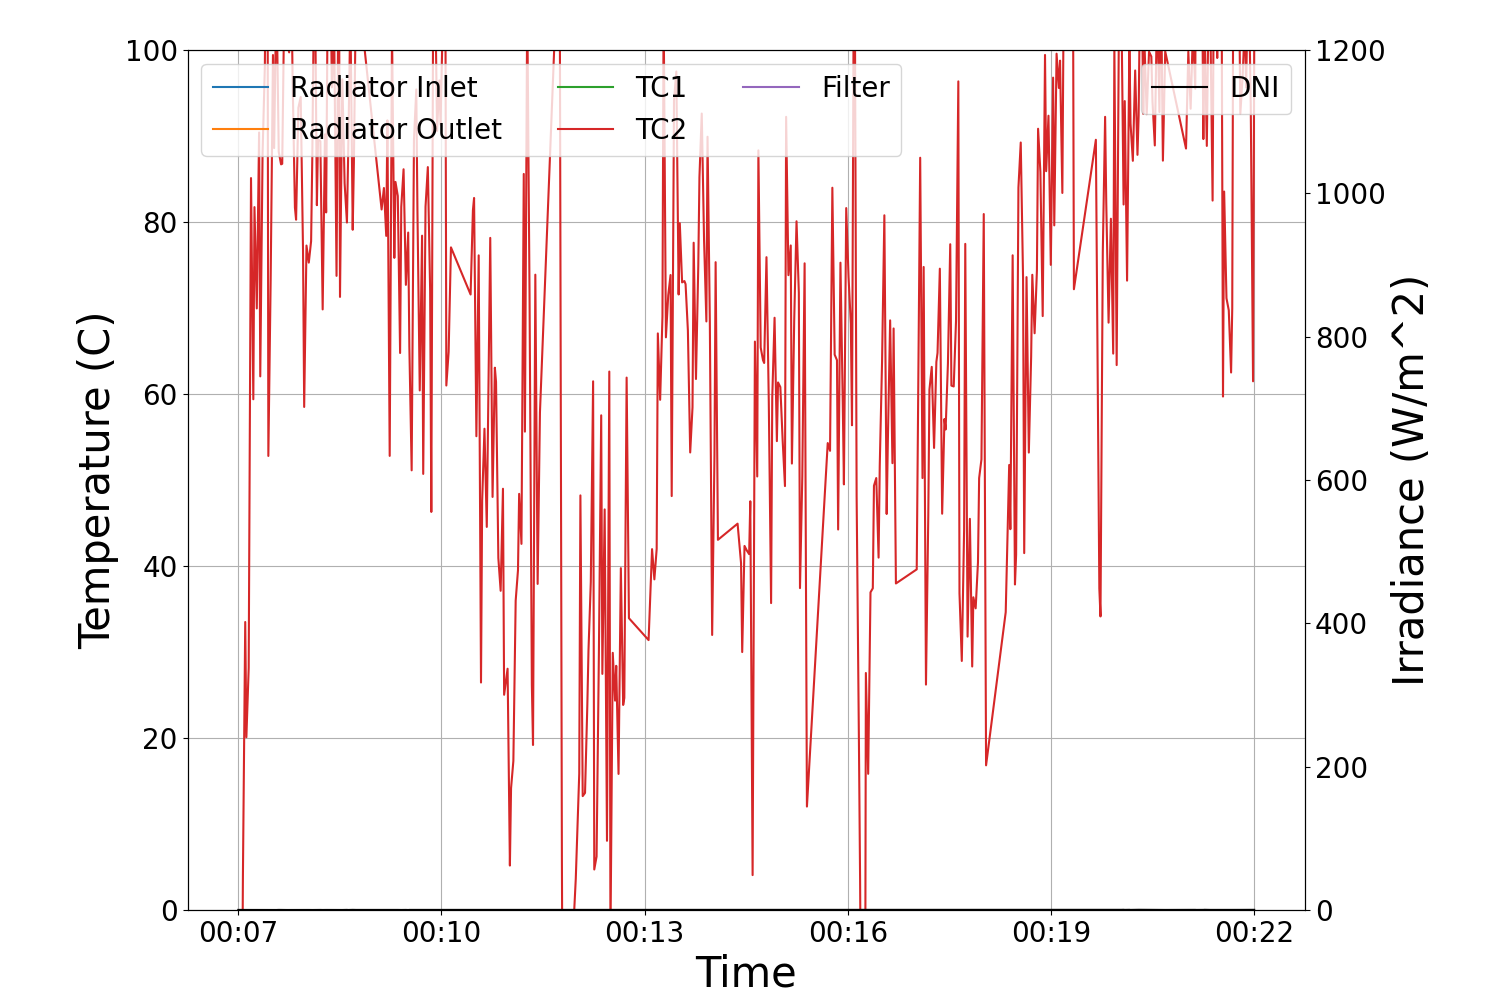 100
80
60
40
20
0
Temperature (C)
Radiator Inlet
Radiator Outlet
TC1
TC2
Filter
DNI
1200
1000
800
600
400
200
0
Irradiance (W/m^2)
00:07 00:10 00:13 00:16 00:19 00:22
Time